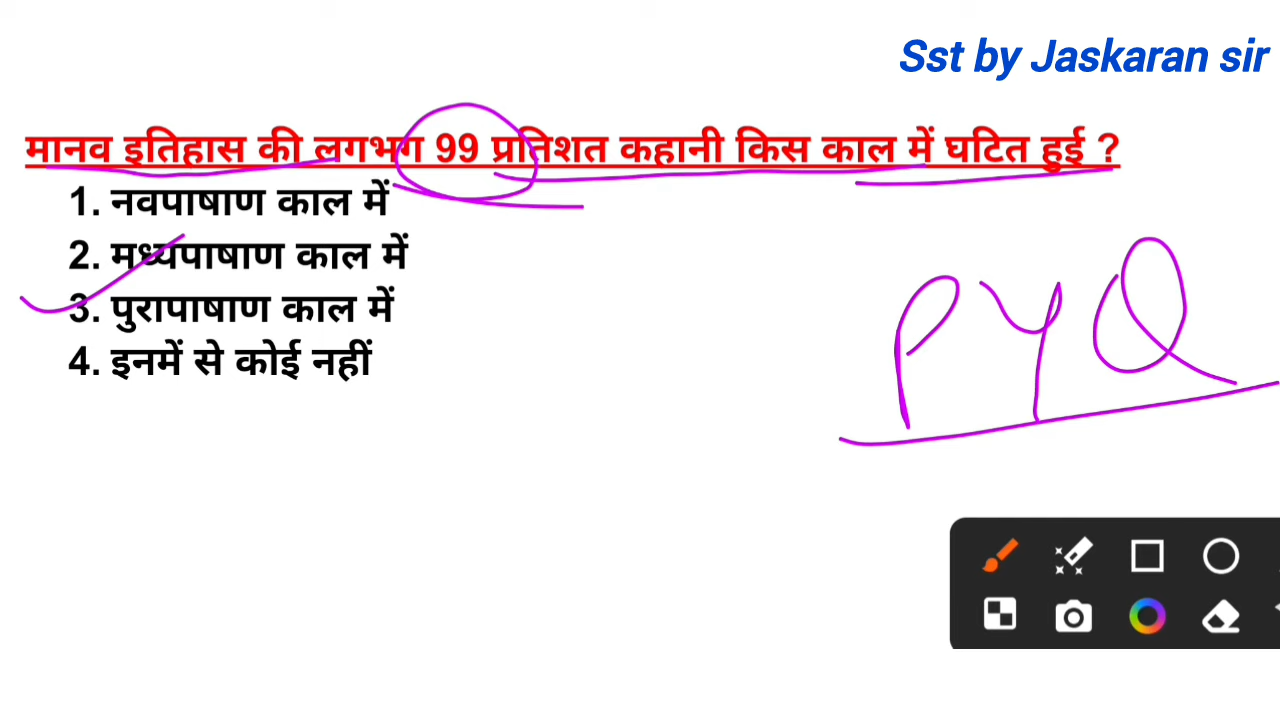 Sst by Jaskaran sir
मानव इतिहास की लगभग 99 प्रतिशत कहानी किस काल में घटित हुई ?
1. नवपाषाण काल में
2. मध्यपाषाण काल में
3. पुरापाषाण काल में
4. इनमें से कोई नहीं
PYQ